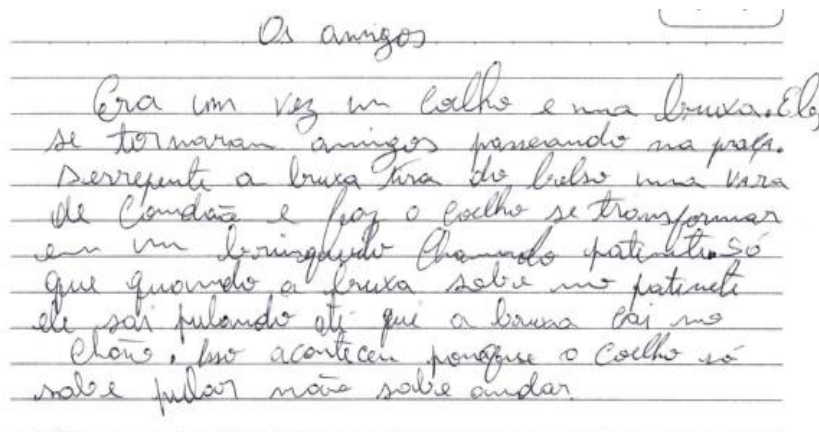 Os amigos
Era um vez um coelho e uma bruxa. Eles
se tornaram amigos passeando na praça.
Derrepente a bruxa tira do bolso uma vara
de Condão e faz o coelho se transformar
em um brinquedo chamado patinete. Só
que quando a bruxa sobe no patinete
ele sai pulando até que a bruxa cai no
Chão. Isso aconteceu porque o Coelho só
sabe pular não sabe andar.